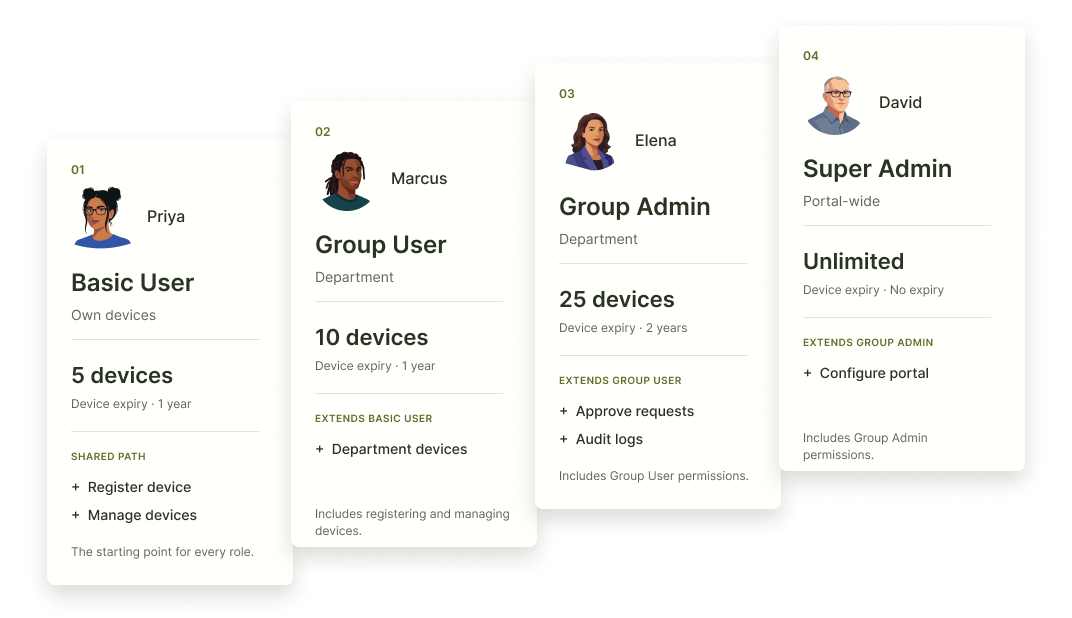 01
Priya
Basic User
Own devices
5 devices
Device expiry · 1 year
SHARED PATH
+ Register device
+ Manage devices
The starting point for every role.
02
Marcus
Group User
Department
10 devices
Device expiry · 1 year
EXTENDS BASIC USER
+ Department devices
Includes registering and managing
devices.
03
Elena
Group Admin
Department
25 devices
Device expiry · 2 years
EXTENDS GROUP USER
+ Approve requests
+ Audit logs
Includes Group User permissions.
04
David
Super Admin
Portal-wide
Unlimited
Device expiry · No expiry
EXTENDS GROUP ADMIN
+ Configure portal
Includes Group Admin
permissions.